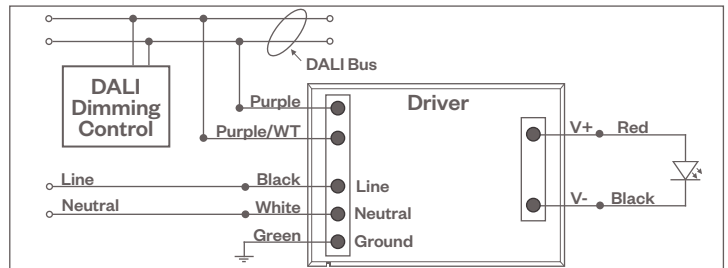 DALI Bus
DALI
Dimming
Control
Driver
Purple
Purple/WT
V+ Red
Line Black Line
V- Black
Neutral White Neutral
Green Ground